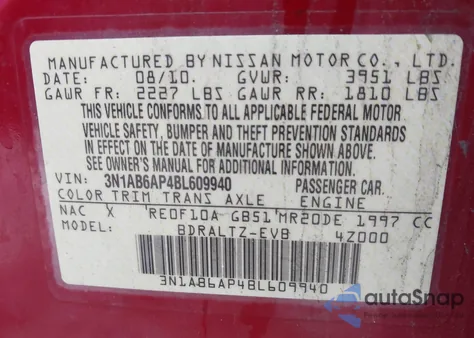 MANUFACTURED BY NISSAN MOTOR CO., LTD.
DATE: 08/10. GVWR: 3951 LBS
GAWR FR: 2227 LBS GAWR RR: 1810 LBS
THIS VEHICLE CONFORMS TO ALL APPLICABLE FEDERAL MOTOR
VEHICLE SAFETY, BUMPER AND THEFT PREVENTION STANDARDS
IN EFFECT ON THE DATE OF MANUFACTURE SHOWN ABOVE.
SEE OWNER'S MANUAL FOR ADDITIONAL INFORMATION.
VIN: 3N1AB6AP4BL609940 PASSENGER CAR.
COLOR TRIM TRANS AXLE ENGINE
NAC X RE0F10A GB51 MR20DE 1997 CC
MODEL: BDRALTZ-EVB 4Z000
3N1AB6AP4BL609940
autoSnap